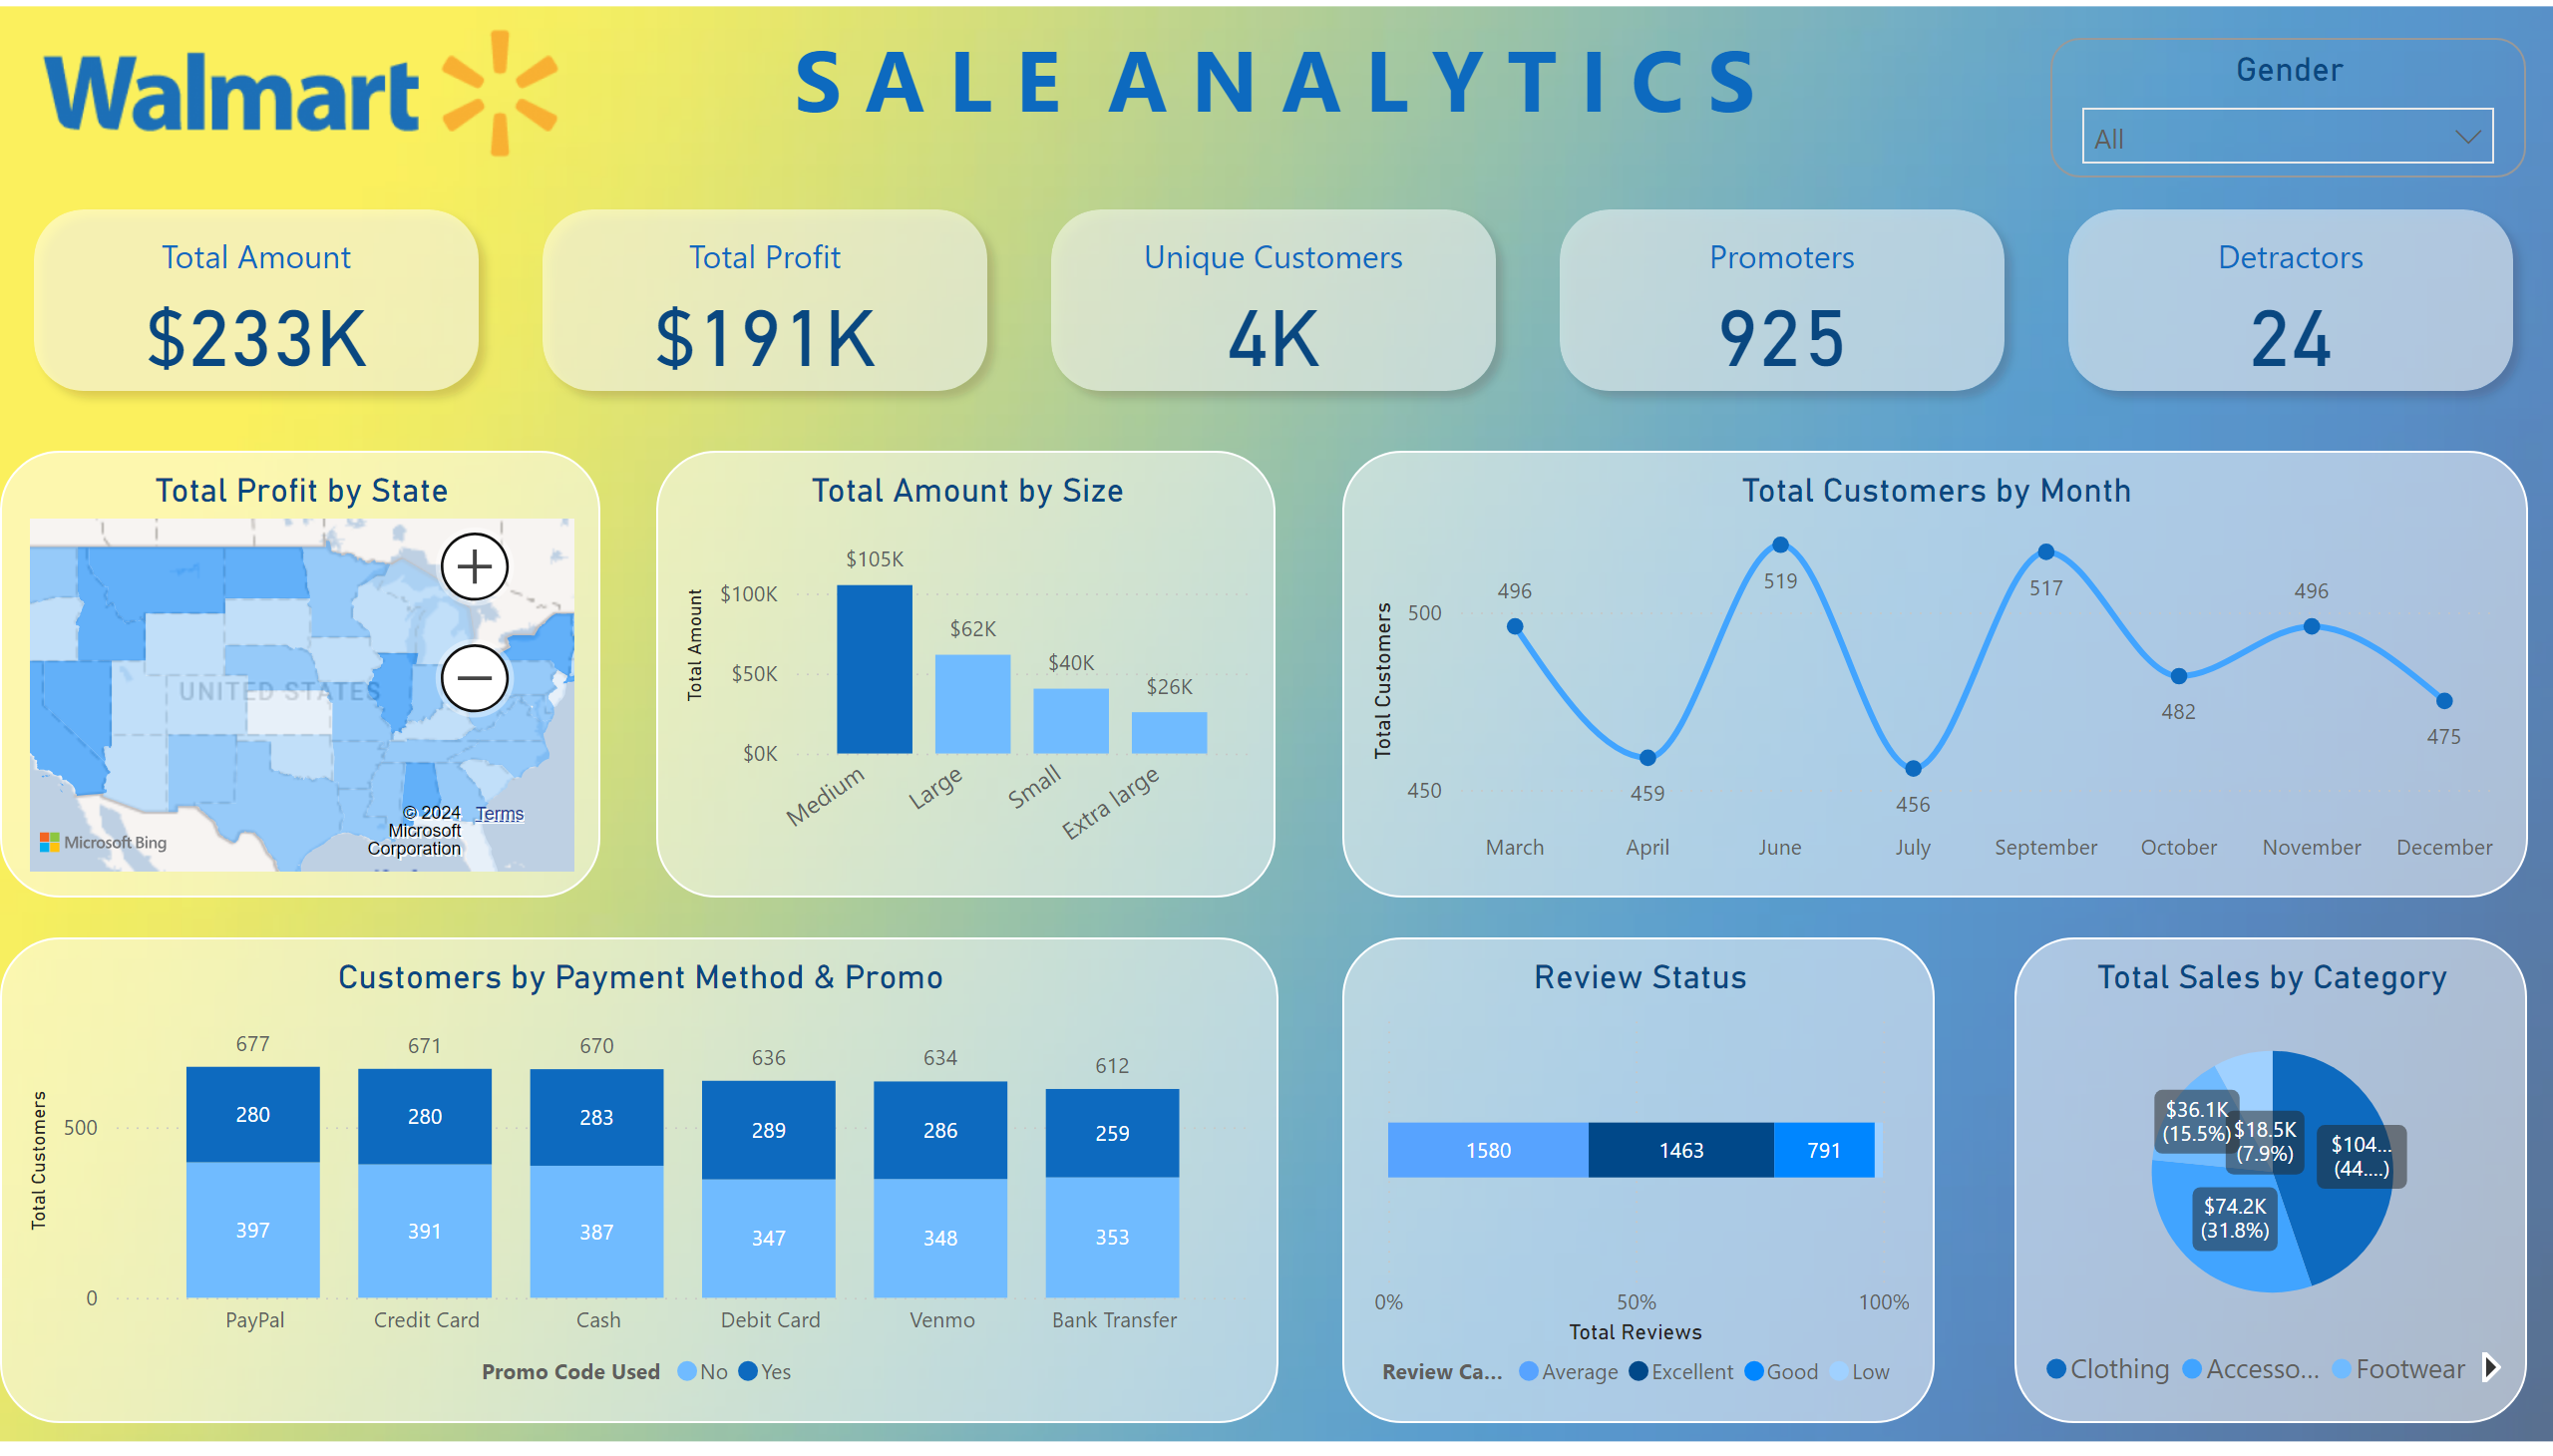 Walmart
SALE ANALYTICS
Gender
All
Total Amount
$233K
Total Profit
$191K
Unique Customers
4K
Promoters
925
Detractors
24
Total Profit by State
UNITED STATES
© 2024
Microsoft
Corporation
Terms
Microsoft Bing
Total Amount by Size
Total Amount
$100K
$50K
$0K
$105K
$62K
$40K
$26K
Medium
Large
Small
Extra large
Total Customers by Month
Total Customers
500
450
496
459
519
456
517
482
496
475
March
April
June
July
September
October
November
December
Customers by Payment Method & Promo
Total Customers
500
0
677
671
670
636
634
612
280
280
283
289
286
259
397
391
387
347
348
353
PayPal
Credit Card
Cash
Debit Card
Venmo
Bank Transfer
Promo Code Used
No
Yes
Review Status
1580
1463
791
0%
50%
100%
Total Reviews
Review Ca...
Average
Excellent
Good
Low
Total Sales by Category
$36.1K
(15.5%)
$18.5K
(7.9%)
$104...
(44....)
$74.2K
(31.8%)
Clothing
Accesso...
Footwear